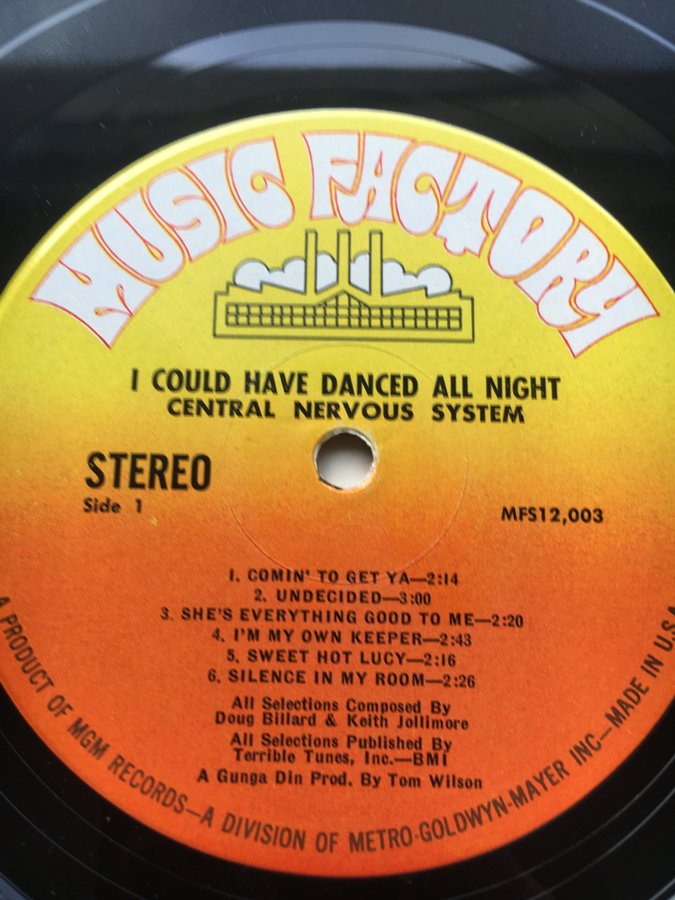 MUSIC FACTORY
I COULD HAVE DANCED ALL NIGHT
CENTRAL NERVOUS SYSTEM
STEREO
Side 1
MFS12,003
1. COMIN' TO GET YA—2:14
2. UNDECIDED—3:00
3. SHE'S EVERYTHING GOOD TO ME—2:20
4. I'M MY OWN KEEPER—2:43
5. SWEET HOT LUCY—2:16
6. SILENCE IN MY ROOM—2:26
All Selections Composed By
Doug Billard & Keith Jollimore
All Selections Published By
Terrible Tunes, Inc.—BMI
A Gunga Din Prod. By Tom Wilson
A PRODUCT OF MGM RECORDS—A DIVISION OF METRO-GOLDWYN-MAYER INC—MADE IN U.S.A.